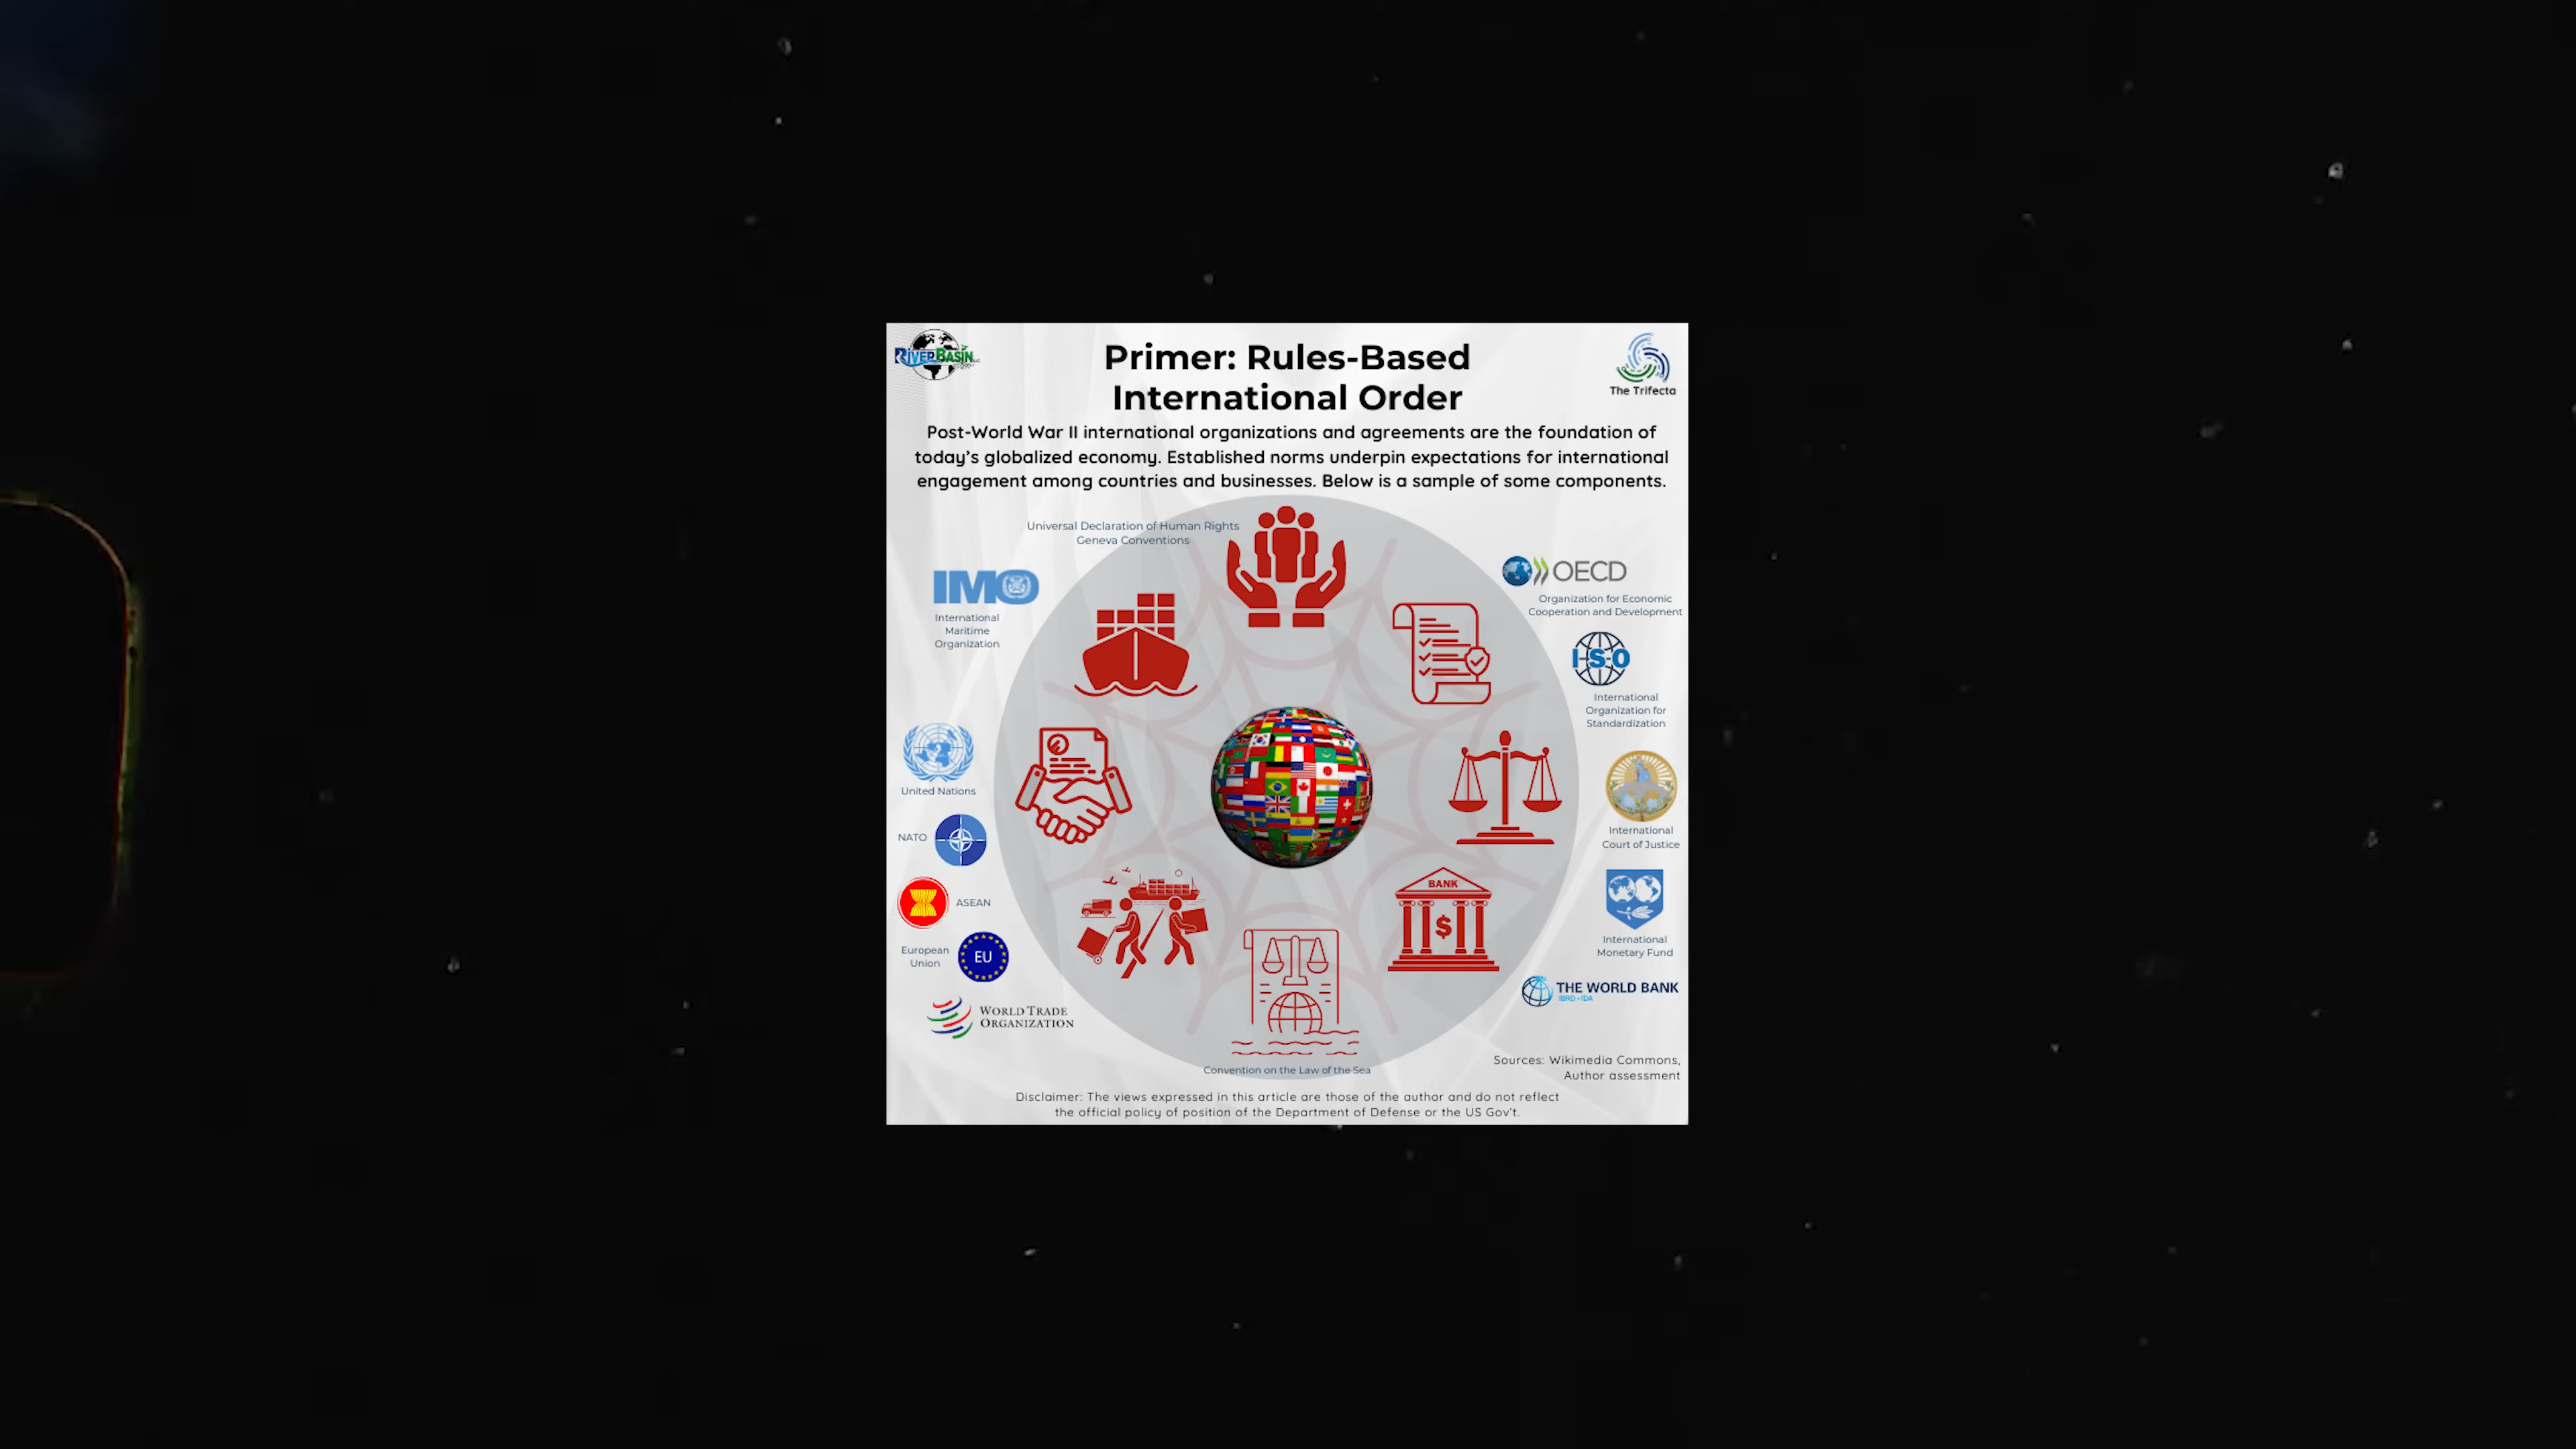 RIVERBASIN
The Trifecta
Primer: Rules-Based
International Order
Post-World War II international organizations and agreements are the foundation of
today's globalized economy. Established norms underpin expectations for international
engagement among countries and businesses. Below is a sample of some components.
Universal Declaration of Human Rights
Geneva Conventions
IMO
International
Maritime
Organization
OECD
Organization for Economic
Cooperation and Development
ISO
International
Organization for
Standardization
United Nations
NATO
ASEAN
European
Union
EU
WORLD TRADE
ORGANIZATION
International
Court of Justice
BANK
$
International
Monetary Fund
THE WORLD BANK
IBRD • IDA
Convention on the Law of the Sea
Sources: Wikimedia Commons,
Author assessment
Disclaimer: The views expressed in this article are those of the author and do not reflect
the official policy of position of the Department of Defense or the US Gov't.